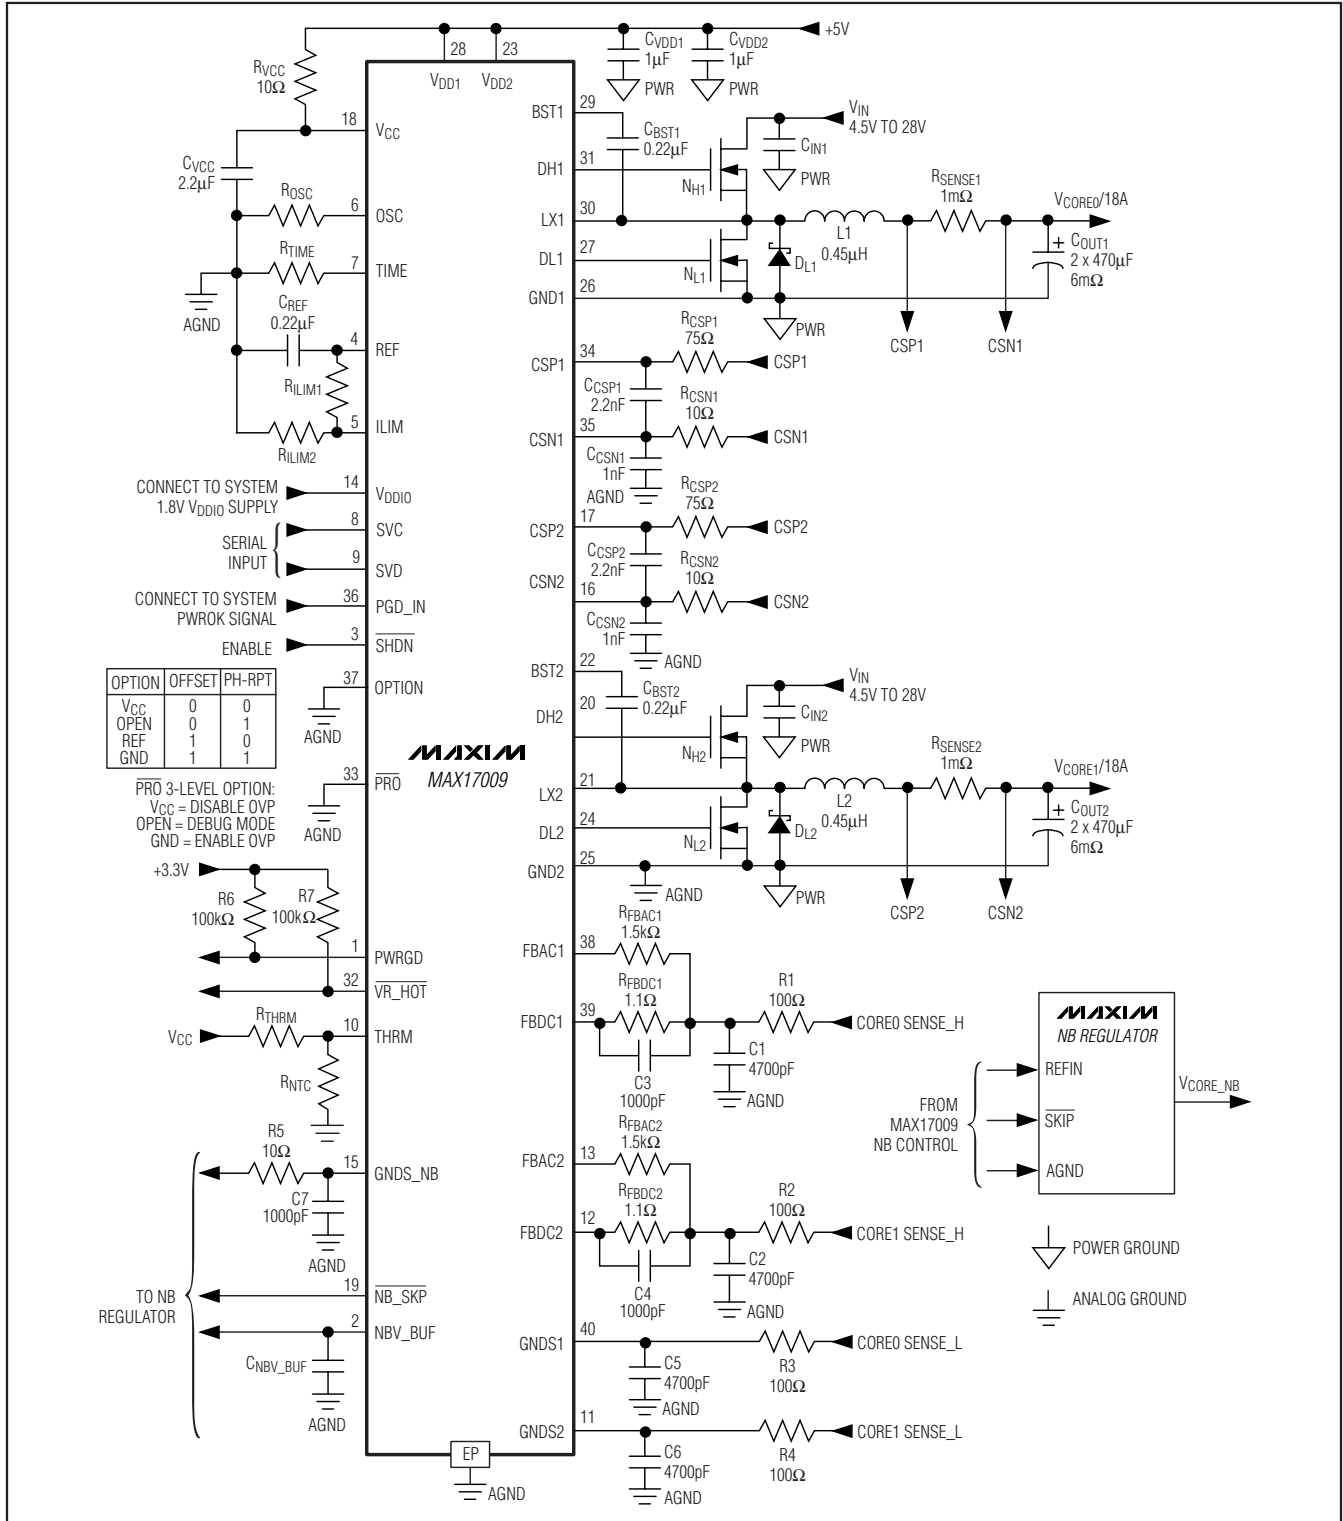 +5V
CVDD1
1µF
PWR
CVDD2
1µF
PWR
RVCC
10Ω
28
23
VDD1
VDD2
18
VCC
CVCC
2.2µF
ROSC
6
OSC
RTIME
7
TIME
AGND
CREF
0.22µF
4
REF
RILIM1
5
ILIM
RILIM2
CONNECT TO SYSTEM
1.8V VDDIO SUPPLY
14
VDDIO
8
SVC
SERIAL
INPUT
9
SVD
CONNECT TO SYSTEM
PWROK SIGNAL
36
PGD_IN
ENABLE
3
SHDN
OPTION OFFSET PH-RPT
VCC 0 0
OPEN 0 1
REF 1 0
GND 1 1
37
OPTION
AGND
PRO 3-LEVEL OPTION:
VCC = DISABLE OVP
OPEN = DEBUG MODE
GND = ENABLE OVP
33
PRO
AGND
MAXIM
MAX17009
+3.3V
R6
100kΩ
R7
100kΩ
1
PWRGD
32
VR_HOT
VCC
RTHRM
10
THRM
RNTC
R5
10Ω
15
GNDS_NB
C7
1000pF
AGND
TO NB
REGULATOR
19
NB_SKP
2
NBV_BUF
CNBV_BUF
AGND
EP
AGND
BST1
29
CBST1
0.22µF
VIN
4.5V TO 28V
CIN1
PWR
DH1
31
NH1
LX1
30
L1
0.45µH
RSENSE1
1mΩ
VCORE0/18A
COUT1
+
2 x 470µF
6mΩ
DL1
27
NL1
DL1
GND1
26
PWR
CSP1
CSN1
CSP1
34
RCSP1
75Ω
CSP1
CCSP1
2.2nF
RCSN1
10Ω
CSN1
35
CSN1
CCSN1
1nF
AGND
CSP2
17
RCSP2
75Ω
CSP2
CCSP2
2.2nF
RCSN2
10Ω
CSN2
16
CSN2
CCSN2
1nF
AGND
BST2
22
CBST2
0.22µF
VIN
4.5V TO 28V
CIN2
PWR
DH2
20
NH2
LX2
21
L2
0.45µH
RSENSE2
1mΩ
VCORE1/18A
COUT2
+
2 x 470µF
6mΩ
DL2
24
NL2
DL2
GND2
25
AGND
PWR
CSP2
CSN2
FBAC1
38
RFBAC1
1.5kΩ
FBDC1
39
RFBDC1
1.1Ω
C3
1000pF
R1
100Ω
CORE0 SENSE_H
C1
4700pF
AGND
FBAC2
13
RFBAC2
1.5kΩ
FBDC2
12
RFBDC2
1.1Ω
C4
1000pF
R2
100Ω
CORE1 SENSE_H
C2
4700pF
AGND
GNDS1
40
C5
4700pF
AGND
R3
100Ω
CORE0 SENSE_L
GNDS2
11
C6
4700pF
AGND
R4
100Ω
CORE1 SENSE_L
MAXIM
NB REGULATOR
REFIN
SKIP
AGND
FROM
MAX17009
NB CONTROL
VCORE_NB
POWER GROUND
ANALOG GROUND